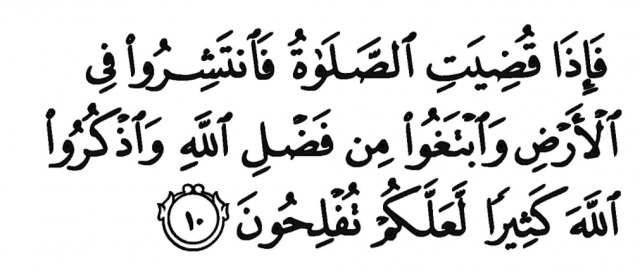 فَإِذَا قُضِيَتِ ٱلصَّلَوٰةُ فَٱنتَشِرُوا۟ فِى
ٱلْأَرْضِ وَٱبْتَغُوا۟ مِن فَضْلِ ٱللَّهِ وَٱذْكُرُوا۟
ٱللَّهَ كَثِيرًا لَّعَلَّكُمْ تُفْلِحُونَ ١٠